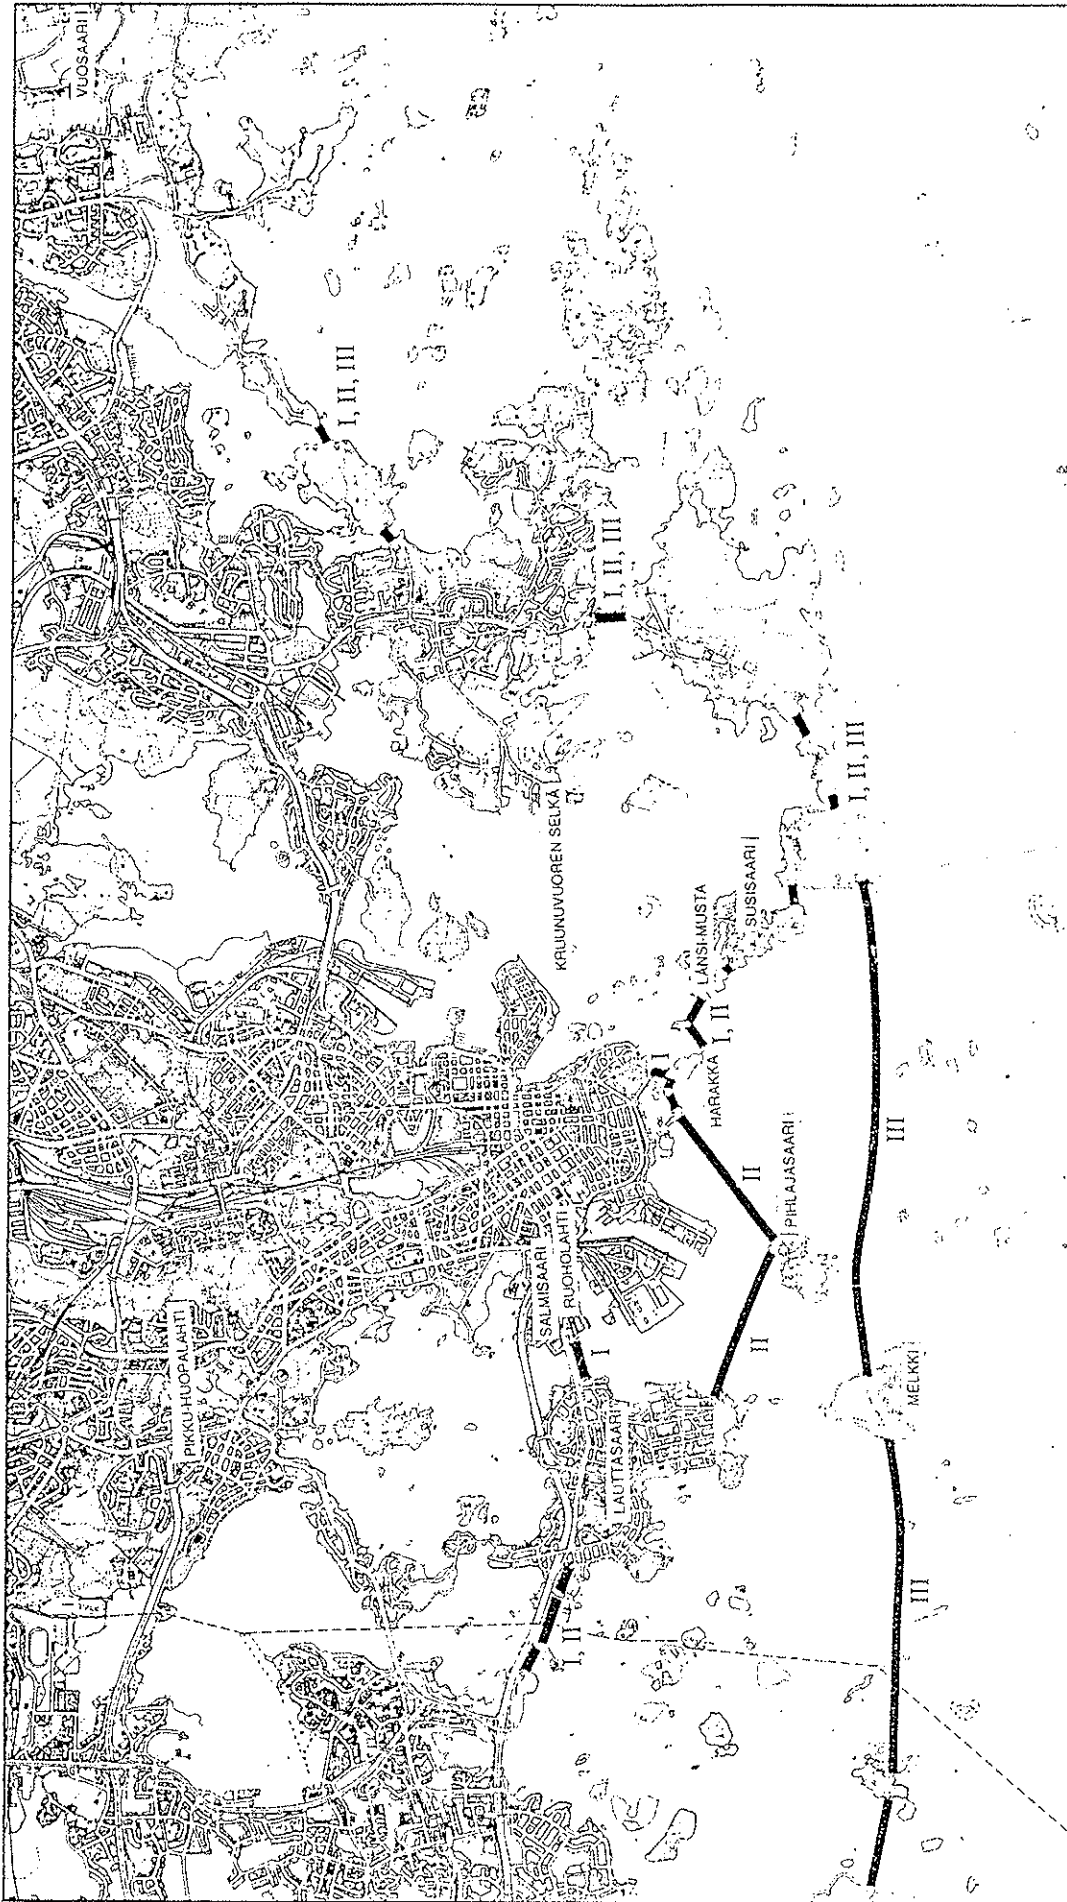 VUOSAARI
I, II, III
I, II, III
I, II, III
KRUUNUVUOREN SELKÄ
SUSISAARI
LÄNSI-MUSTA
I, II
HARAKKA
I
II
PIHLAJASAARI
III
SALMISAARI
RUOHOLAHTI
I
II
PIKKU HUOPALAHTI
LAUTTASAARI
MELKKI
I, II
III